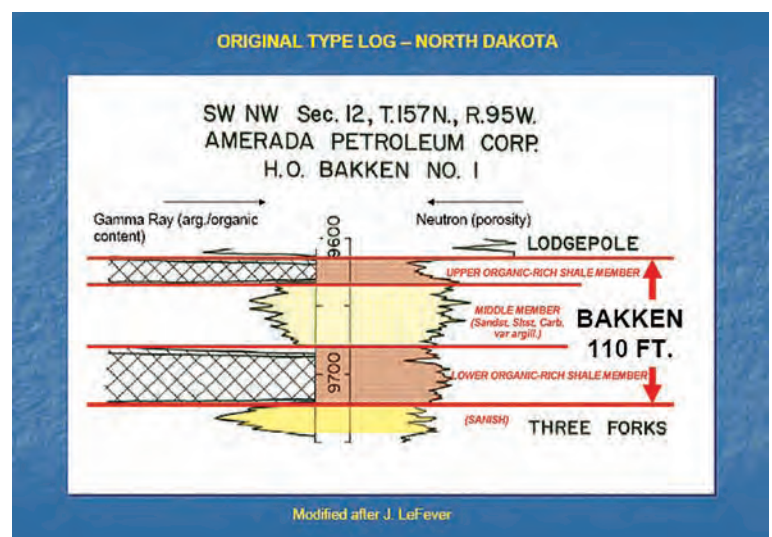 ORIGINAL TYPE LOG – NORTH DAKOTA
SW NW Sec. 12, T.157N., R.95W.
AMERADA PETROLEUM CORP.
H.O. BAKKEN NO. 1
Gamma Ray (arg./organic
content)
Neutron (porosity)
9600
LODGEPOLE
UPPER ORGANIC-RICH SHALE MEMBER
MIDDLE MEMBER
(Sandst, Slst, Carb,
var argill.)
BAKKEN
110 FT.
9700
LOWER ORGANIC-RICH SHALE MEMBER
(SANISH)
THREE FORKS
Modified after J. LeFever